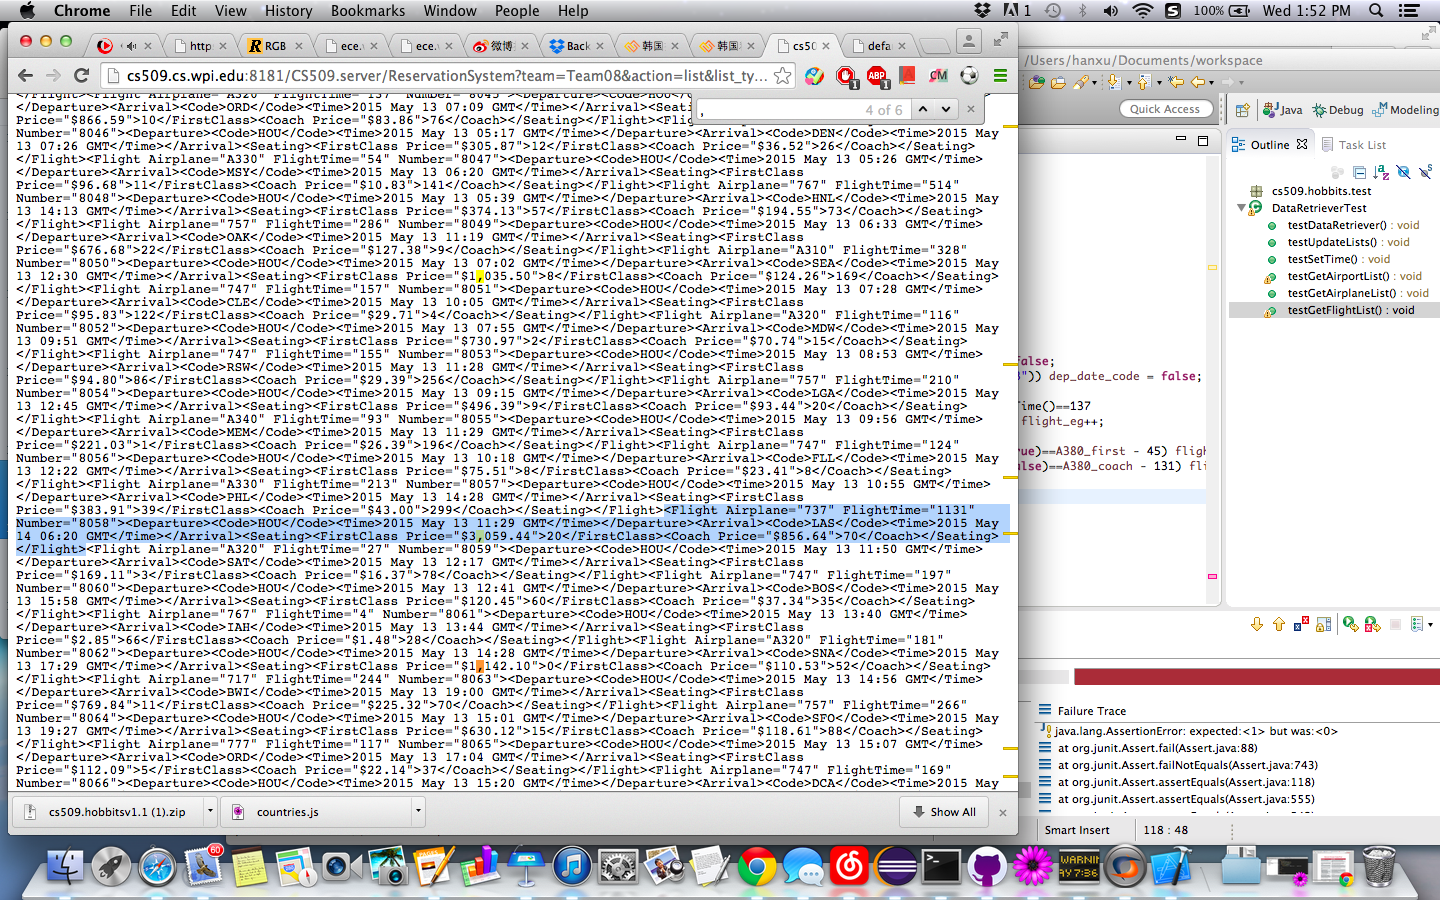 Chrome File Edit View History Bookmarks Window People Help
1 100% Wed 1:52 PM
http RGB ece.v ece.v 微博 Back 韩国 韩国 cs50 defa
cs509.cs.wpi.edu:8181/CS509.server/ReservationSystem?team=Team08&action=list&list_ty...
, 4 of 6
</Flight><Flight Airplane="A320" FlightTime="137" Number="8045"><Departure><Code>HOU
</Departure><Arrival><Code>ORD</Code><Time>2015 May 13 07:09 GMT</Time></Arrival><Seati
Price="$866.59">10</FirstClass><Coach Price="$83.86">76</Coach></Seating></Flight><Fligh
Number="8046"><Departure><Code>HOU</Code><Time>2015 May 13 05:17 GMT</Time></Departure><Arrival><Code>DEN</Code><Time>2015 May
13 07:26 GMT</Time></Arrival><Seating><FirstClass Price="$305.87">12</FirstClass><Coach Price="$36.52">26</Coach></Seating>
</Flight><Flight Airplane="A330" FlightTime="54" Number="8047"><Departure><Code>HOU</Code><Time>2015 May 13 05:26 GMT</Time>
</Departure><Arrival><Code>MSY</Code><Time>2015 May 13 06:20 GMT</Time></Arrival><Seating><FirstClass
Price="$96.68">11</FirstClass><Coach Price="$10.83">141</Coach></Seating></Flight><Flight Airplane="767" FlightTime="514"
Number="8048"><Departure><Code>HOU</Code><Time>2015 May 13 05:39 GMT</Time></Departure><Arrival><Code>HNL</Code><Time>2015 May
13 14:13 GMT</Time></Arrival><Seating><FirstClass Price="$374.13">57</FirstClass><Coach Price="$194.55">73</Coach></Seating>
</Flight><Flight Airplane="757" FlightTime="286" Number="8049"><Departure><Code>HOU</Code><Time>2015 May 13 06:33 GMT</Time>
</Departure><Arrival><Code>OAK</Code><Time>2015 May 13 11:19 GMT</Time></Arrival><Seating><FirstClass
Price="$676.68">22</FirstClass><Coach Price="$127.38">9</Coach></Seating></Flight><Flight Airplane="A310" FlightTime="328"
Number="8050"><Departure><Code>HOU</Code><Time>2015 May 13 07:02 GMT</Time></Departure><Arrival><Code>SEA</Code><Time>2015 May
13 12:30 GMT</Time></Arrival><Seating><FirstClass Price="$1,035.50">8</FirstClass><Coach Price="$124.26">169</Coach></Seating>
</Flight><Flight Airplane="747" FlightTime="157" Number="8051"><Departure><Code>HOU</Code><Time>2015 May 13 07:28 GMT</Time>
</Departure><Arrival><Code>CLE</Code><Time>2015 May 13 10:05 GMT</Time></Arrival><Seating><FirstClass
Price="$95.83">122</FirstClass><Coach Price="$29.71">4</Coach></Seating></Flight><Flight Airplane="A320" FlightTime="116"
Number="8052"><Departure><Code>HOU</Code><Time>2015 May 13 07:55 GMT</Time></Departure><Arrival><Code>MDW</Code><Time>2015 May
13 09:51 GMT</Time></Arrival><Seating><FirstClass Price="$730.97">2</FirstClass><Coach Price="$70.74">15</Coach></Seating>
</Flight><Flight Airplane="747" FlightTime="155" Number="8053"><Departure><Code>HOU</Code><Time>2015 May 13 08:53 GMT</Time>
</Departure><Arrival><Code>RSW</Code><Time>2015 May 13 11:28 GMT</Time></Arrival><Seating><FirstClass
Price="$94.80">86</FirstClass><Coach Price="$29.39">256</Coach></Seating></Flight><Flight Airplane="757" FlightTime="210"
Number="8054"><Departure><Code>HOU</Code><Time>2015 May 13 09:15 GMT</Time></Departure><Arrival><Code>LGA</Code><Time>2015 May
13 12:45 GMT</Time></Arrival><Seating><FirstClass Price="$496.39">9</FirstClass><Coach Price="$93.44">20</Coach></Seating>
</Flight><Flight Airplane="A340" FlightTime="93" Number="8055"><Departure><Code>HOU</Code><Time>2015 May 13 09:56 GMT</Time>
</Departure><Arrival><Code>MEM</Code><Time>2015 May 13 11:29 GMT</Time></Arrival><Seating><FirstClass
Price="$221.03">1</FirstClass><Coach Price="$26.39">196</Coach></Seating></Flight><Flight Airplane="747" FlightTime="124"
Number="8056"><Departure><Code>HOU</Code><Time>2015 May 13 10:18 GMT</Time></Departure><Arrival><Code>FLL</Code><Time>2015 May
13 12:22 GMT</Time></Arrival><Seating><FirstClass Price="$75.51">8</FirstClass><Coach Price="$23.41">8</Coach></Seating>
</Flight><Flight Airplane="A330" FlightTime="213" Number="8057"><Departure><Code>HOU</Code><Time>2015 May 13 10:55 GMT</Time>
</Departure><Arrival><Code>PHL</Code><Time>2015 May 13 14:28 GMT</Time></Arrival><Seating><FirstClass
Price="$383.91">39</FirstClass><Coach Price="$43.00">299</Coach></Seating></Flight><Flight Airplane="737" FlightTime="1131"
Number="8058"><Departure><Code>HOU</Code><Time>2015 May 13 11:29 GMT</Time></Departure><Arrival><Code>LAS</Code><Time>2015 May
14 06:20 GMT</Time></Arrival><Seating><FirstClass Price="$3,059.44">20</FirstClass><Coach Price="$856.64">70</Coach></Seating>
</Flight><Flight Airplane="A320" FlightTime="27" Number="8059"><Departure><Code>HOU</Code><Time>2015 May 13 11:50 GMT</Time>
</Departure><Arrival><Code>SAT</Code><Time>2015 May 13 12:17 GMT</Time></Arrival><Seating><FirstClass
Price="$169.11">3</FirstClass><Coach Price="$16.37">78</Coach></Seating></Flight><Flight Airplane="747" FlightTime="197"
Number="8060"><Departure><Code>HOU</Code><Time>2015 May 13 12:41 GMT</Time></Departure><Arrival><Code>BOS</Code><Time>2015 May
13 15:58 GMT</Time></Arrival><Seating><FirstClass Price="$120.45">60</FirstClass><Coach Price="$37.34">35</Coach></Seating>
</Flight><Flight Airplane="767" FlightTime="4" Number="8061"><Departure><Code>HOU</Code><Time>2015 May 13 13:40 GMT</Time>
</Departure><Arrival><Code>IAH</Code><Time>2015 May 13 13:44 GMT</Time></Arrival><Seating><FirstClass
Price="$2.85">66</FirstClass><Coach Price="$1.48">28</Coach></Seating></Flight><Flight Airplane="A320" FlightTime="181"
Number="8062"><Departure><Code>HOU</Code><Time>2015 May 13 14:28 GMT</Time></Departure><Arrival><Code>SNA</Code><Time>2015 May
13 17:29 GMT</Time></Arrival><Seating><FirstClass Price="$1,142.10">0</FirstClass><Coach Price="$110.53">52</Coach></Seating>
</Flight><Flight Airplane="717" FlightTime="244" Number="8063"><Departure><Code>HOU</Code><Time>2015 May 13 14:56 GMT</Time>
</Departure><Arrival><Code>BWI</Code><Time>2015 May 13 19:00 GMT</Time></Arrival><Seating><FirstClass
Price="$769.84">11</FirstClass><Coach Price="$225.32">70</Coach></Seating></Flight><Flight Airplane="757" FlightTime="266"
Number="8064"><Departure><Code>HOU</Code><Time>2015 May 13 15:01 GMT</Time></Departure><Arrival><Code>SFO</Code><Time>2015 May
13 19:27 GMT</Time></Arrival><Seating><FirstClass Price="$630.12">15</FirstClass><Coach Price="$118.61">88</Coach></Seating>
</Flight><Flight Airplane="777" FlightTime="117" Number="8065"><Departure><Code>HOU</Code><Time>2015 May 13 15:07 GMT</Time>
</Departure><Arrival><Code>ORD</Code><Time>2015 May 13 17:04 GMT</Time></Arrival><Seating><FirstClass
Price="$112.09">5</FirstClass><Coach Price="$22.14">37</Coach></Seating></Flight><Flight Airplane="747" FlightTime="169"
Number="8066"><Departure><Code>HOU</Code><Time>2015 May 13 15:20 GMT</Time></Departure><Arrival><Code>DCA</Code><Time>2015 May
cs509.hobbitsv1.1 (1).zip countries.js Show All
/Users/hanxu/Documents/workspace
Quick Access Java Debug Modeling
Outline Task List
cs509.hobbits.test
DataRetrieverTest
testDataRetriever() : void
testUpdateLists() : void
testSetTime() : void
testGetAirportList() : void
testGetAirplaneList() : void
testGetFlightList() : void
false;
3")) dep_date_code = false;
Time()==137
flight_eg++;
rue)==A380_first - 45) fligh
alse)==A380_coach - 131) fli
Failure Trace
java.lang.AssertionError: expected:<1> but was:<0>
at org.junit.Assert.fail(Assert.java:88)
at org.junit.Assert.failNotEquals(Assert.java:743)
at org.junit.Assert.assertEquals(Assert.java:118)
at org.junit.Assert.assertEquals(Assert.java:555)
Smart Insert 118 : 48
60
WARNIN
AY 7:36